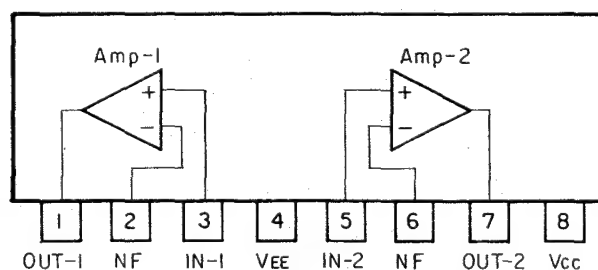 Amp-1 Amp-2
+ +
− −
1 2 3 4 5 6 7 8
OUT-1 NF IN-1 VEE IN-2 NF OUT-2 Vcc